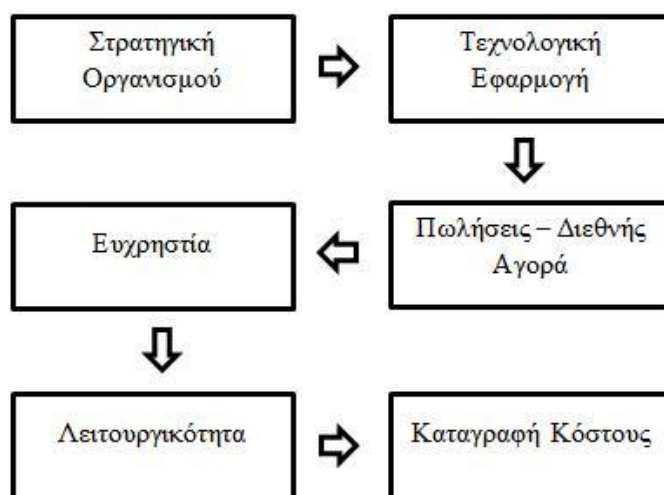 Στρατηγική
Οργανισμού
Τεχνολογική
Εφαρμογή
Πωλήσεις – Διεθνής
Αγορά
Ευχρηστία
Λειτουργικότητα
Καταγραφή Κόστους